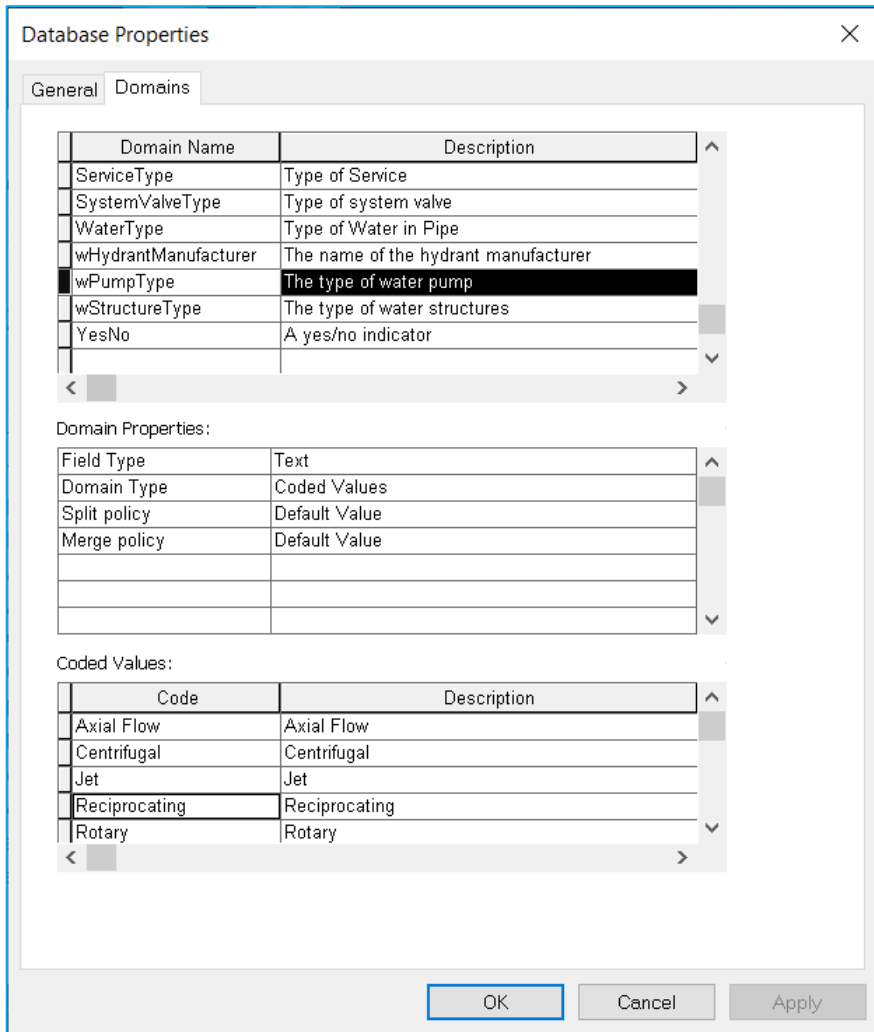 Database Properties
General Domains
Domain Name Description
ServiceType Type of Service
SystemValveType Type of system valve
WaterType Type of Water in Pipe
wHydrantManufacturer The name of the hydrant manufacturer
wPumpType The type of water pump
wStructureType The type of water structures
YesNo A yes/no indicator
Domain Properties:
Field Type Text
Domain Type Coded Values
Split policy Default Value
Merge policy Default Value
Coded Values:
Code Description
Axial Flow Axial Flow
Centrifugal Centrifugal
Jet Jet
Reciprocating Reciprocating
Rotary Rotary
OK Cancel Apply